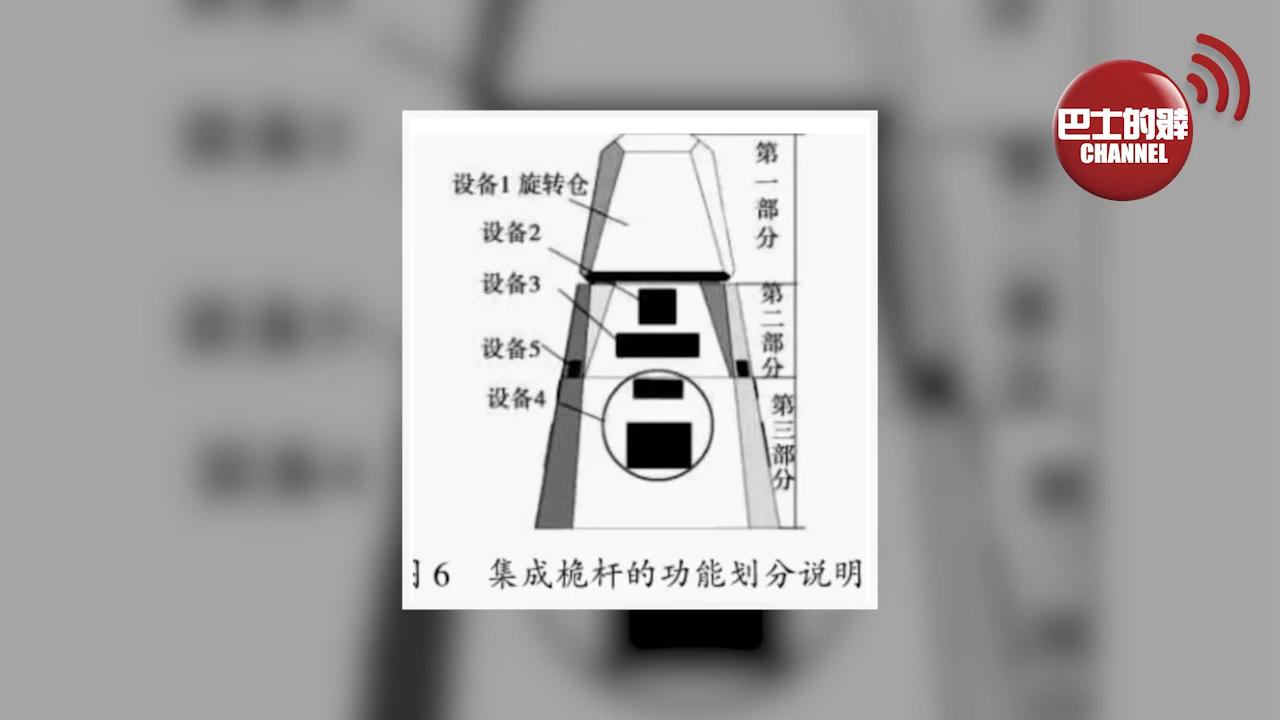 巴士的報
CHANNEL
设备1 旋转仓
设备2
设备3
设备5
设备4
第一部分
第二部分
第三部分
6 集成桅杆的功能划分说明